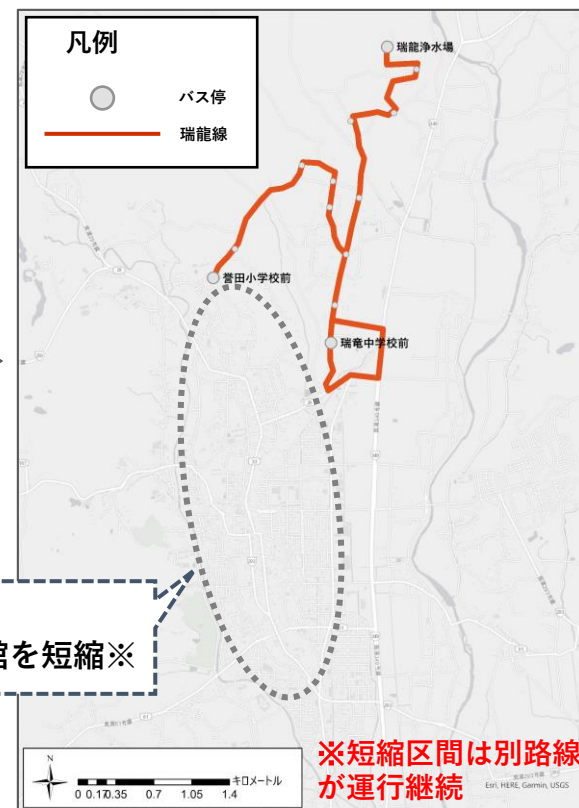 凡例
バス停
瑞龍線
瑞龍浄水場
誉田小学校前
瑞竜中学校前
館を短縮※
N
キロメートル
0 0.170.35 0.7 1.05 1.4
※短縮区間は別路線
が運行継続
Esri, HERE, Garmin, USGS